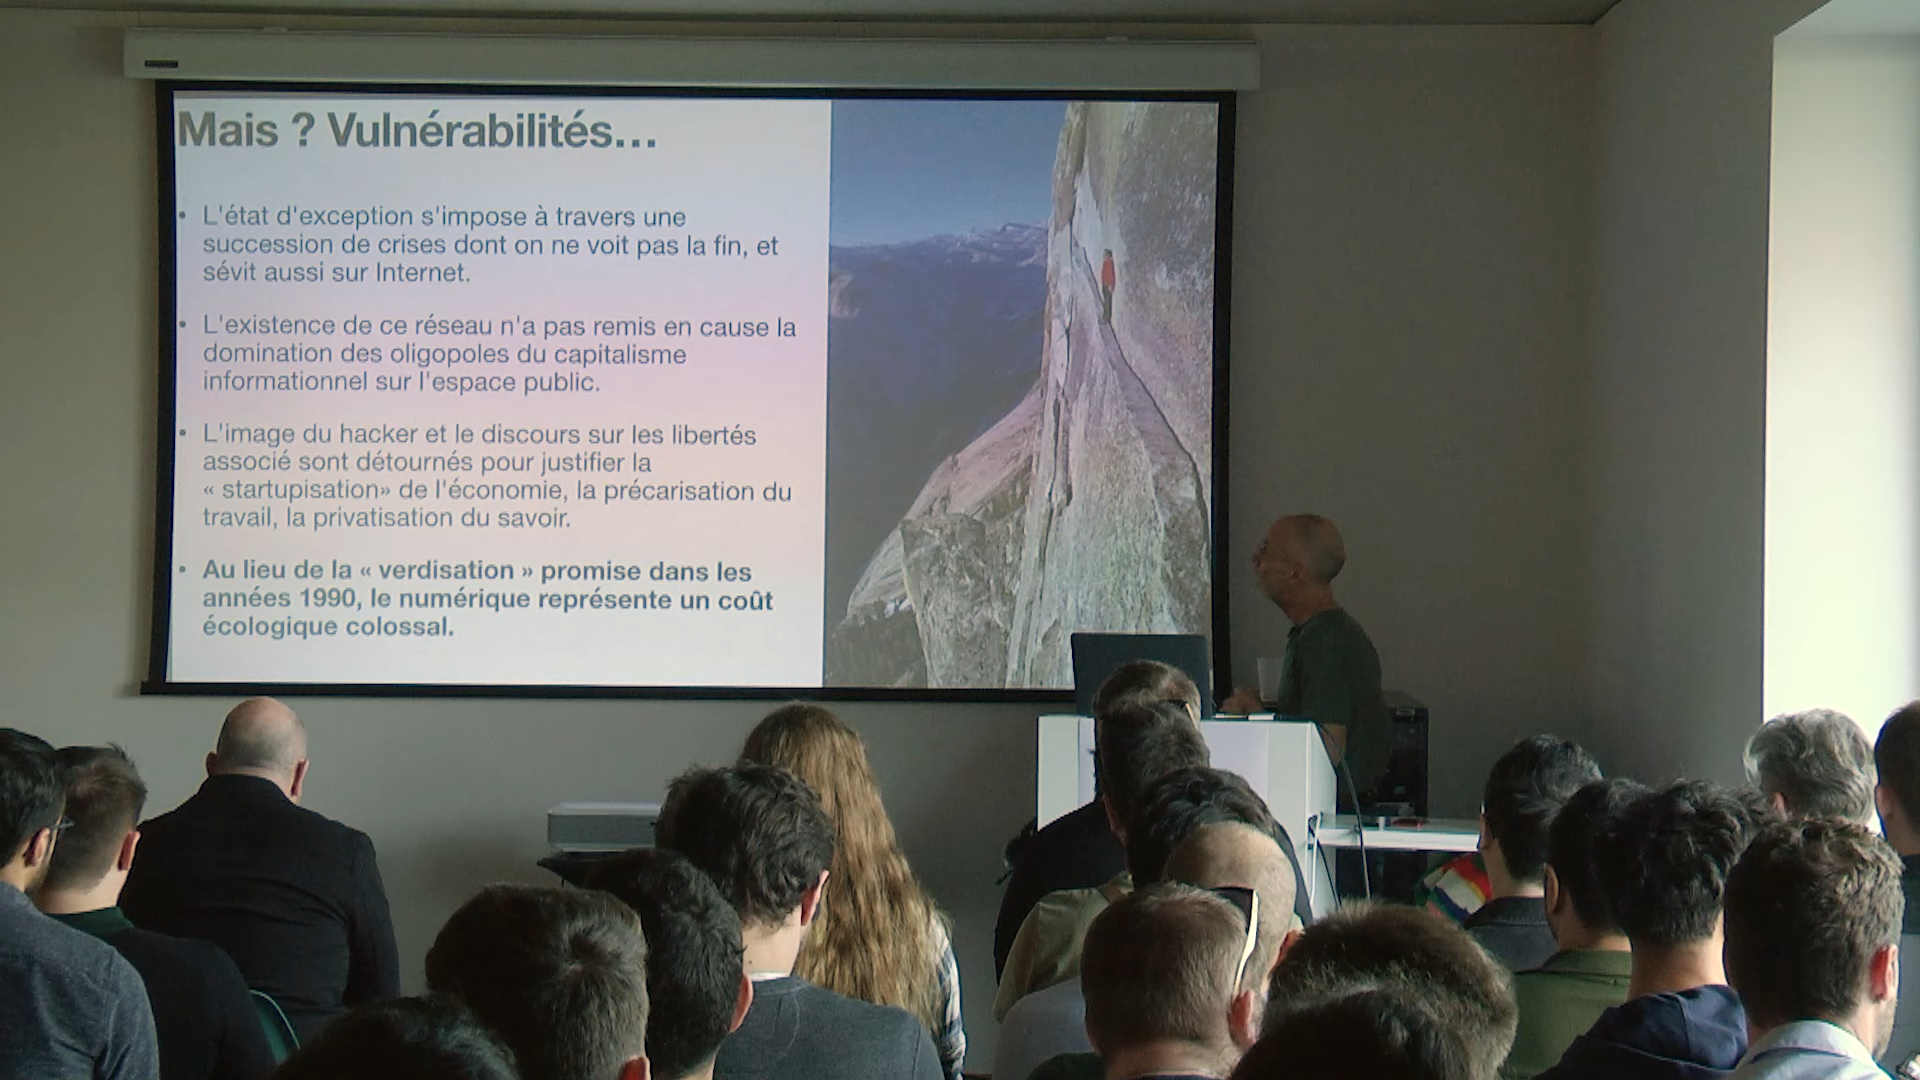 Mais ? Vulnérabilités…
• L'état d'exception s'impose à travers une
succession de crises dont on ne voit pas la fin, et
sévit aussi sur Internet.
• L'existence de ce réseau n'a pas remis en cause la
domination des oligopoles du capitalisme
informationnel sur l'espace public.
• L'image du hacker et le discours sur les libertés
associé sont détournés pour justifier la
« startupisation» de l'économie, la précarisation du
travail, la privatisation du savoir.
• Au lieu de la « verdisation » promise dans les
années 1990, le numérique représente un coût
écologique colossal.